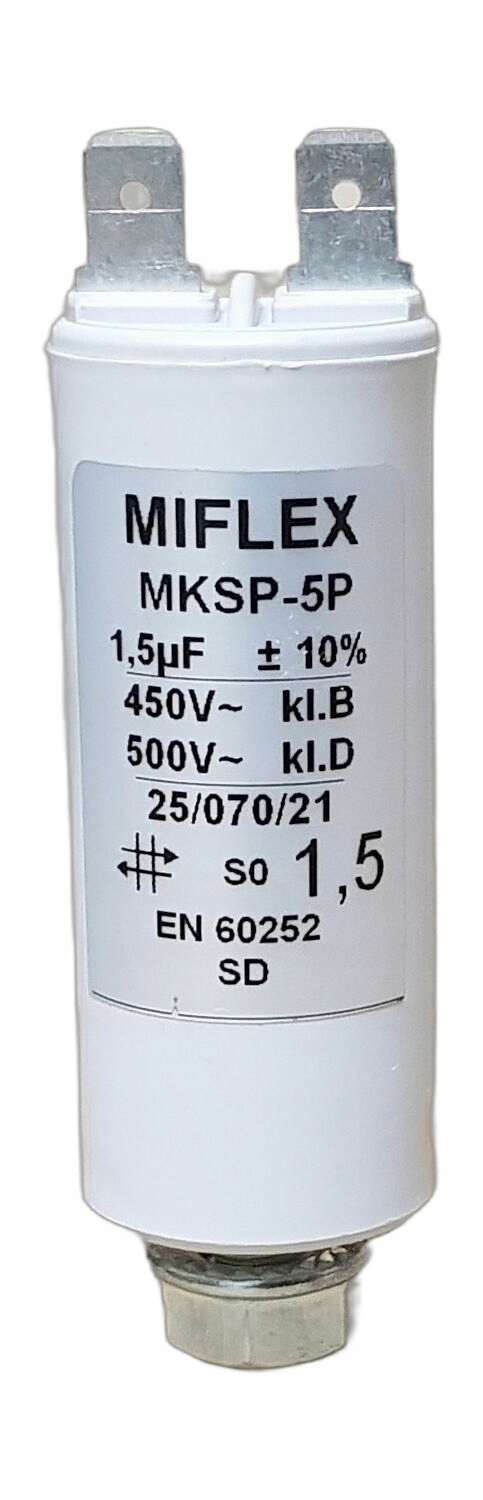 MIFLEX
MKSP-5P
1,5µF ± 10%
450V~ kl.B
500V~ kl.D
25/070/21
S0 1,5
EN 60252
SD